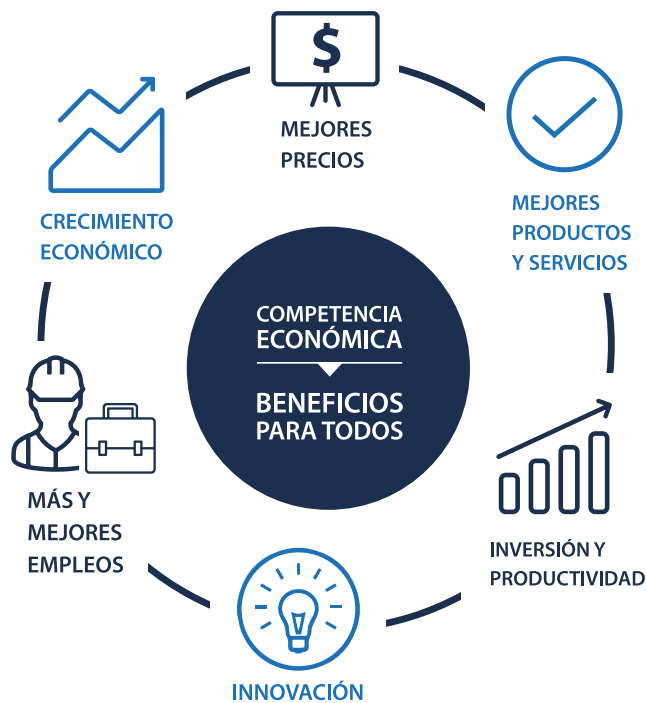 $
MEJORES
PRECIOS
MEJORES
PRODUCTOS
Y SERVICIOS
CRECIMIENTO
ECONÓMICO
COMPETENCIA
ECONÓMICA
BENEFICIOS
PARA TODOS
MÁS Y
MEJORES
EMPLEOS
INVERSIÓN Y
PRODUCTIVIDAD
INNOVACIÓN